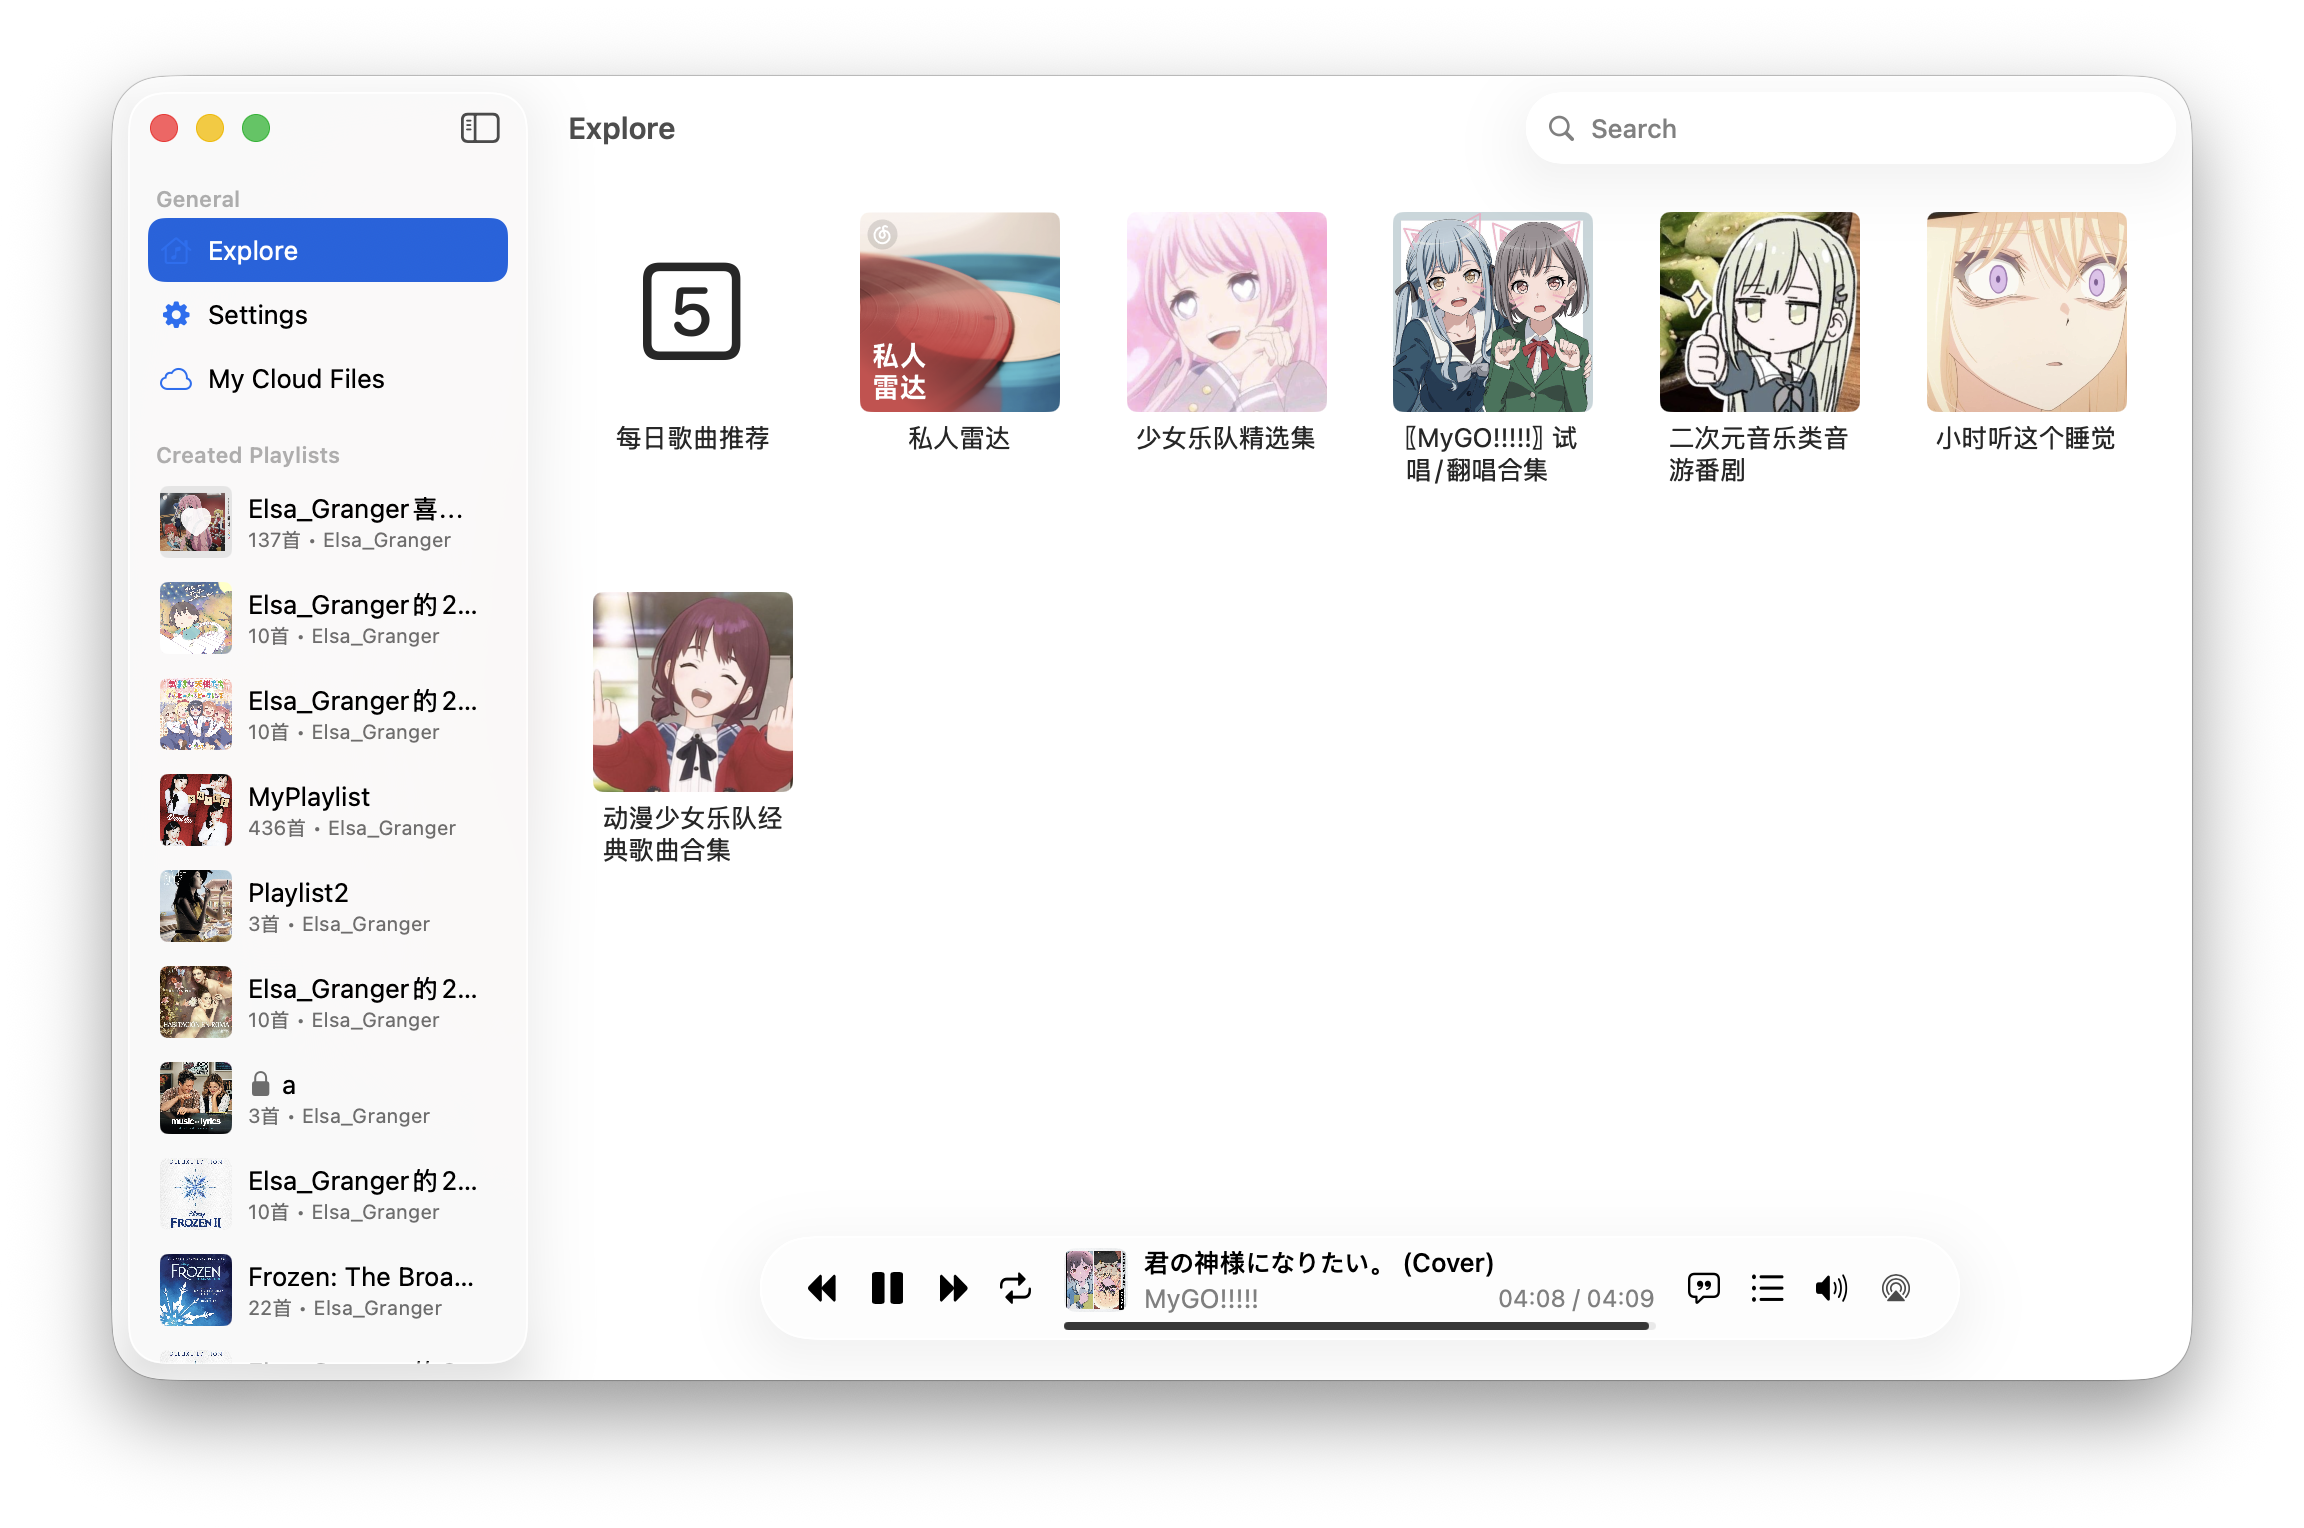 Explore
Search
General
Explore
Settings
My Cloud Files
Created Playlists
Elsa_Granger喜...
137首 • Elsa_Granger
Elsa_Granger的2...
10首 • Elsa_Granger
Elsa_Granger的2...
10首 • Elsa_Granger
MyPlaylist
436首 • Elsa_Granger
Playlist2
3首 • Elsa_Granger
Elsa_Granger的2...
10首 • Elsa_Granger
a
3首 • Elsa_Granger
music and lyrics
Elsa_Granger的2...
10首 • Elsa_Granger
FROZEN II
Frozen: The Broa...
22首 • Elsa_Granger
FROZEN
5
每日歌曲推荐
私人
雷达
私人雷达
少女乐队精选集
〖MyGO!!!!!〗试
唱/翻唱合集
二次元音乐类音
游番剧
小时听这个睡觉
动漫少女乐队经
典歌曲合集
君の神様になりたい。 (Cover)
MyGO!!!!!
04:08 / 04:09